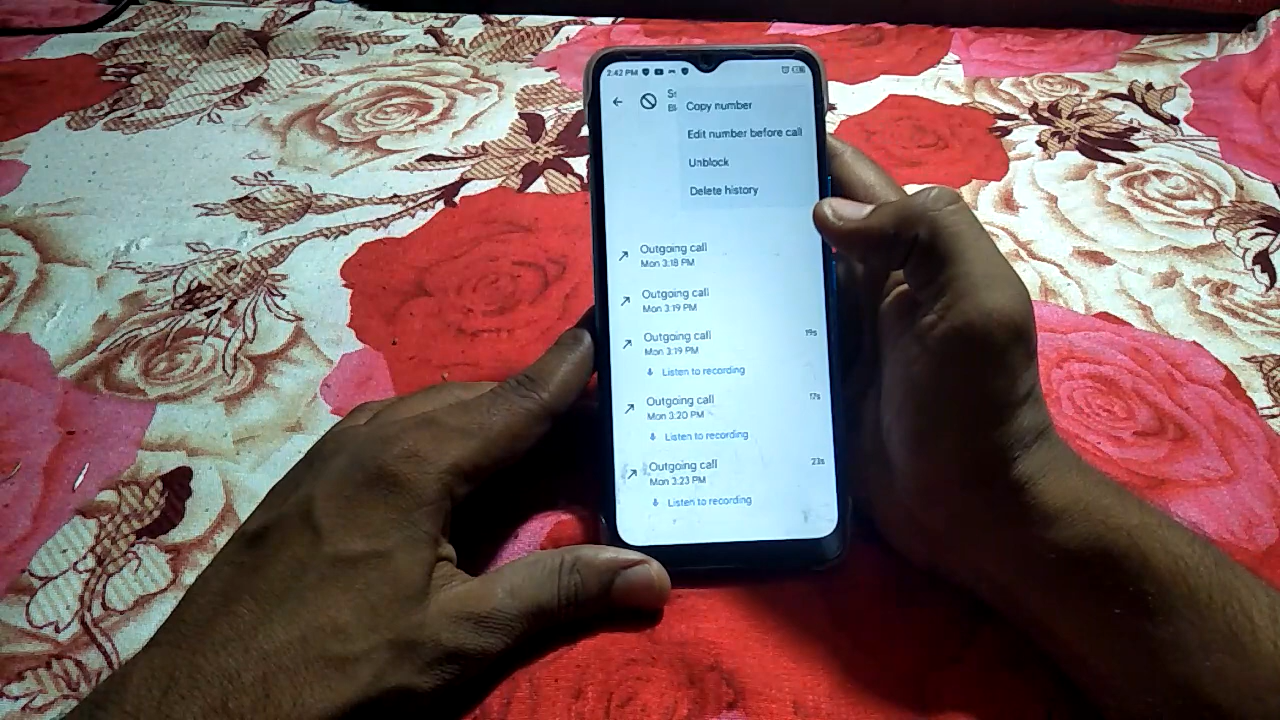 2:42 PM
Copy number
Edit number before call
Unblock
Delete history
Outgoing call
Mon 3:18 PM
Outgoing call
Mon 3:19 PM
Outgoing call
19s
Mon 3:19 PM
Listen to recording
Outgoing call
Mon 3:20 PM
Listen to recording
Outgoing call
23s
Mon 3:23 PM
Listen to recording